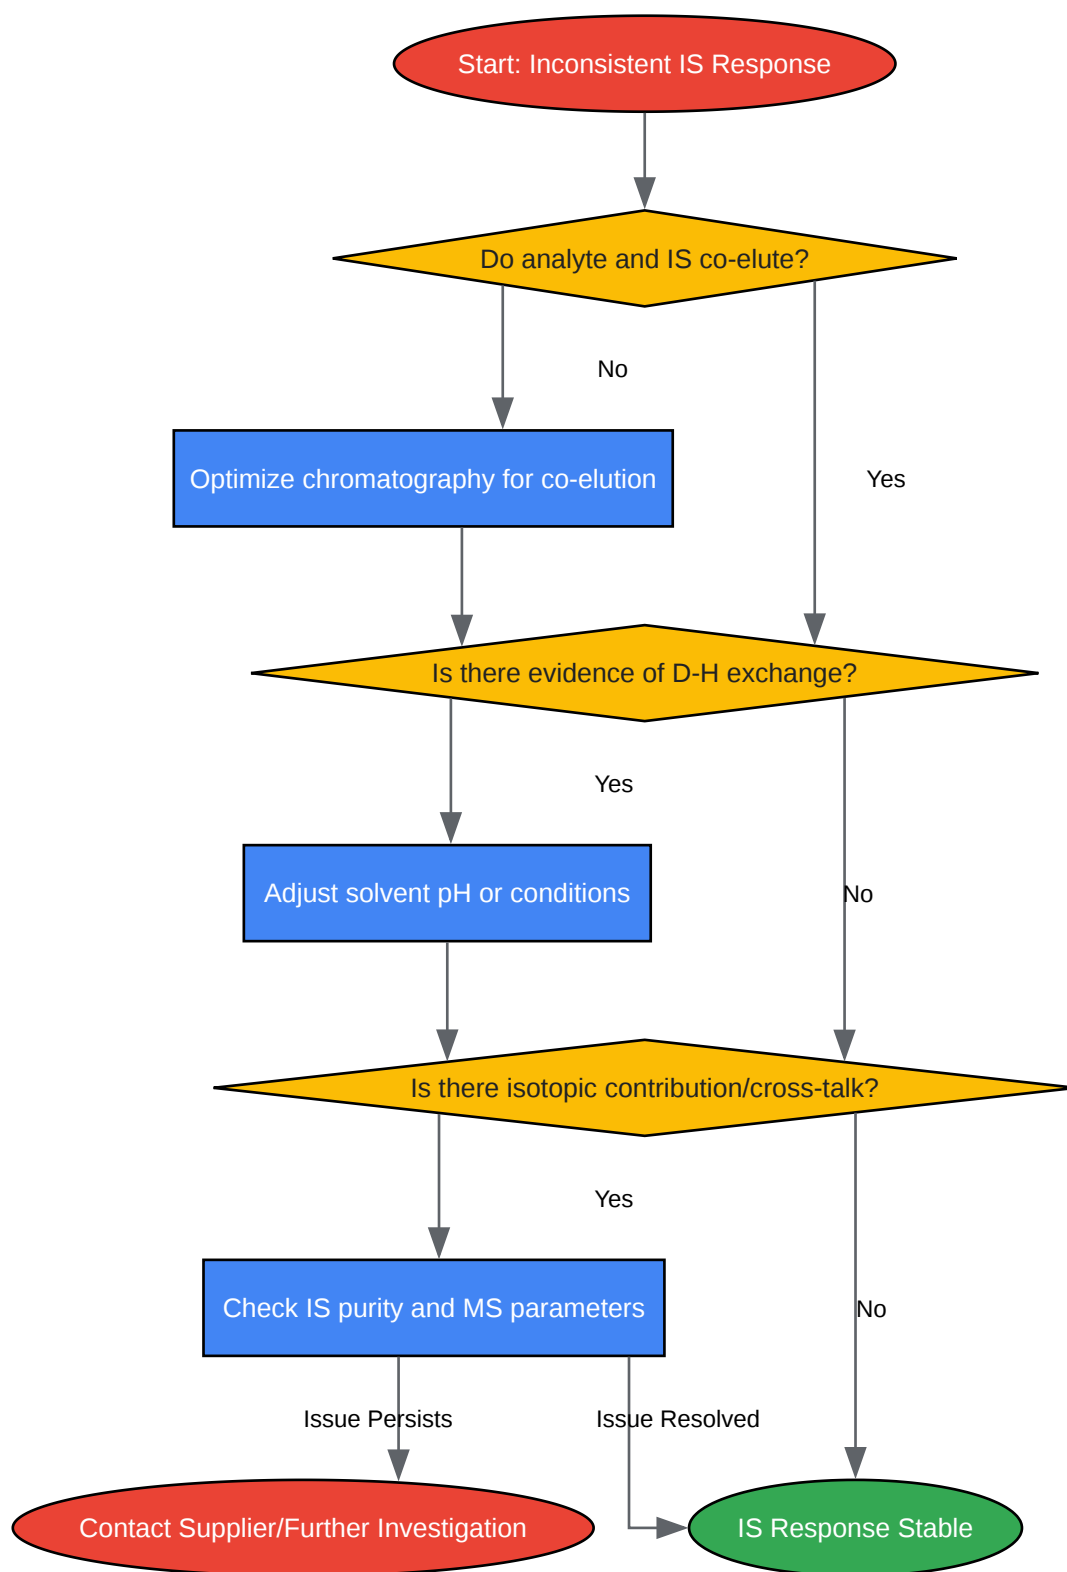 Start: Inconsistent IS Response
Do analyte and IS co-elute?
No
Optimize chromatography for co-elution
Yes
Is there evidence of D-H exchange?
Yes
Adjust solvent pH or conditions
No
Is there isotopic contribution/cross-talk?
Yes
Check IS purity and MS parameters
No
Issue Persists
Issue Resolved
Contact Supplier/Further Investigation
IS Response Stable